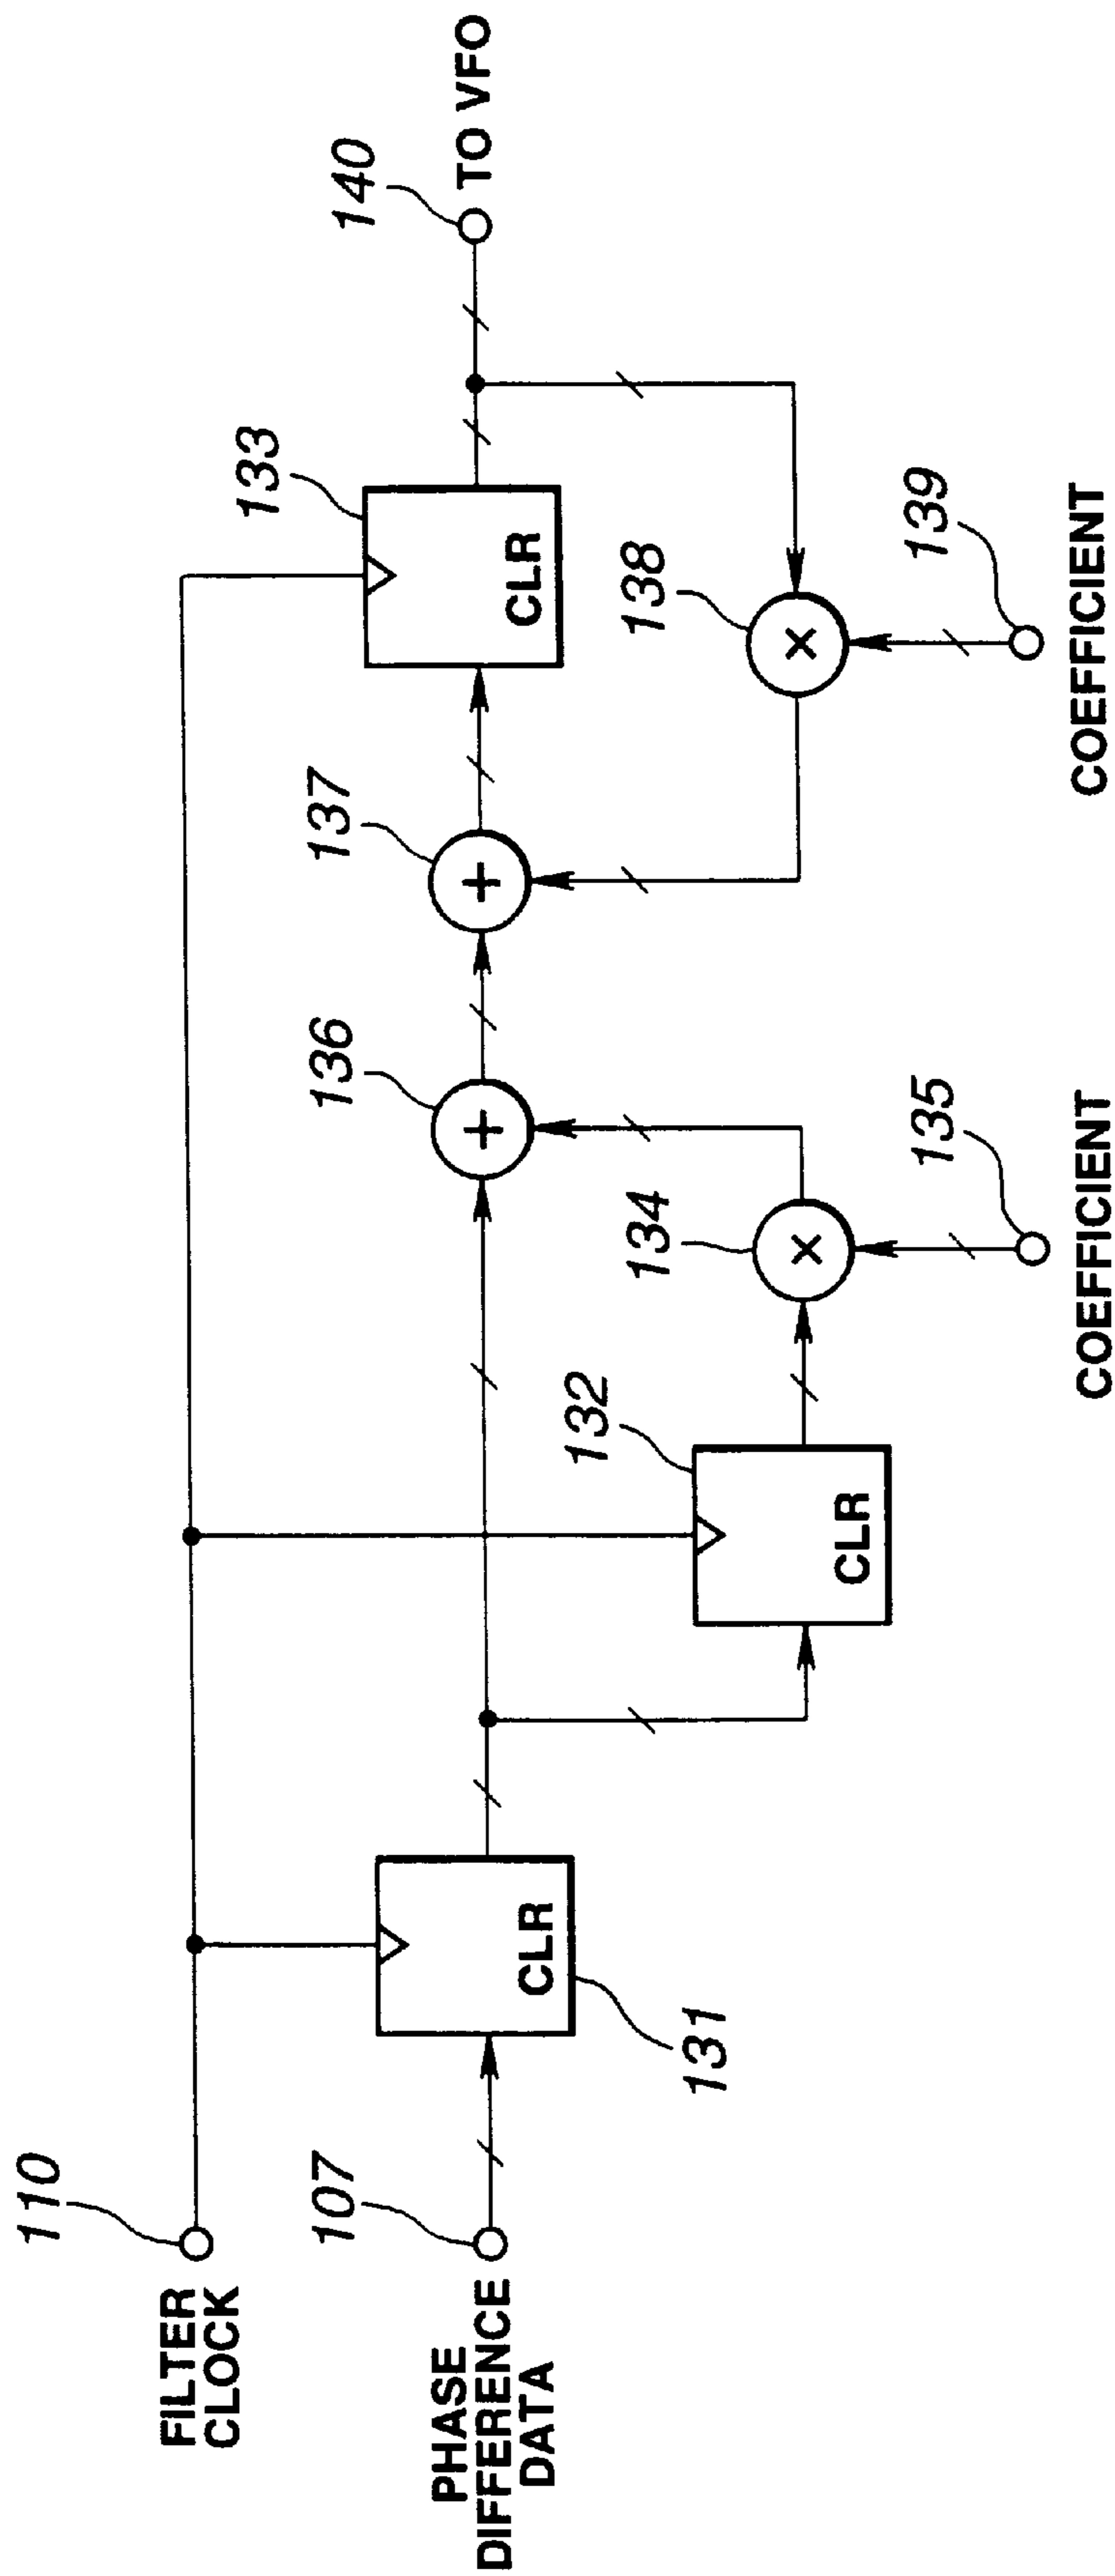 110
FILTER
CLOCK
107
PHASE
DIFFERENCE
DATA
CLR
131
CLR
132
134
×
135
COEFFICIENT
136
+
137
+
133
CLR
138
×
139
COEFFICIENT
140
TO VFO